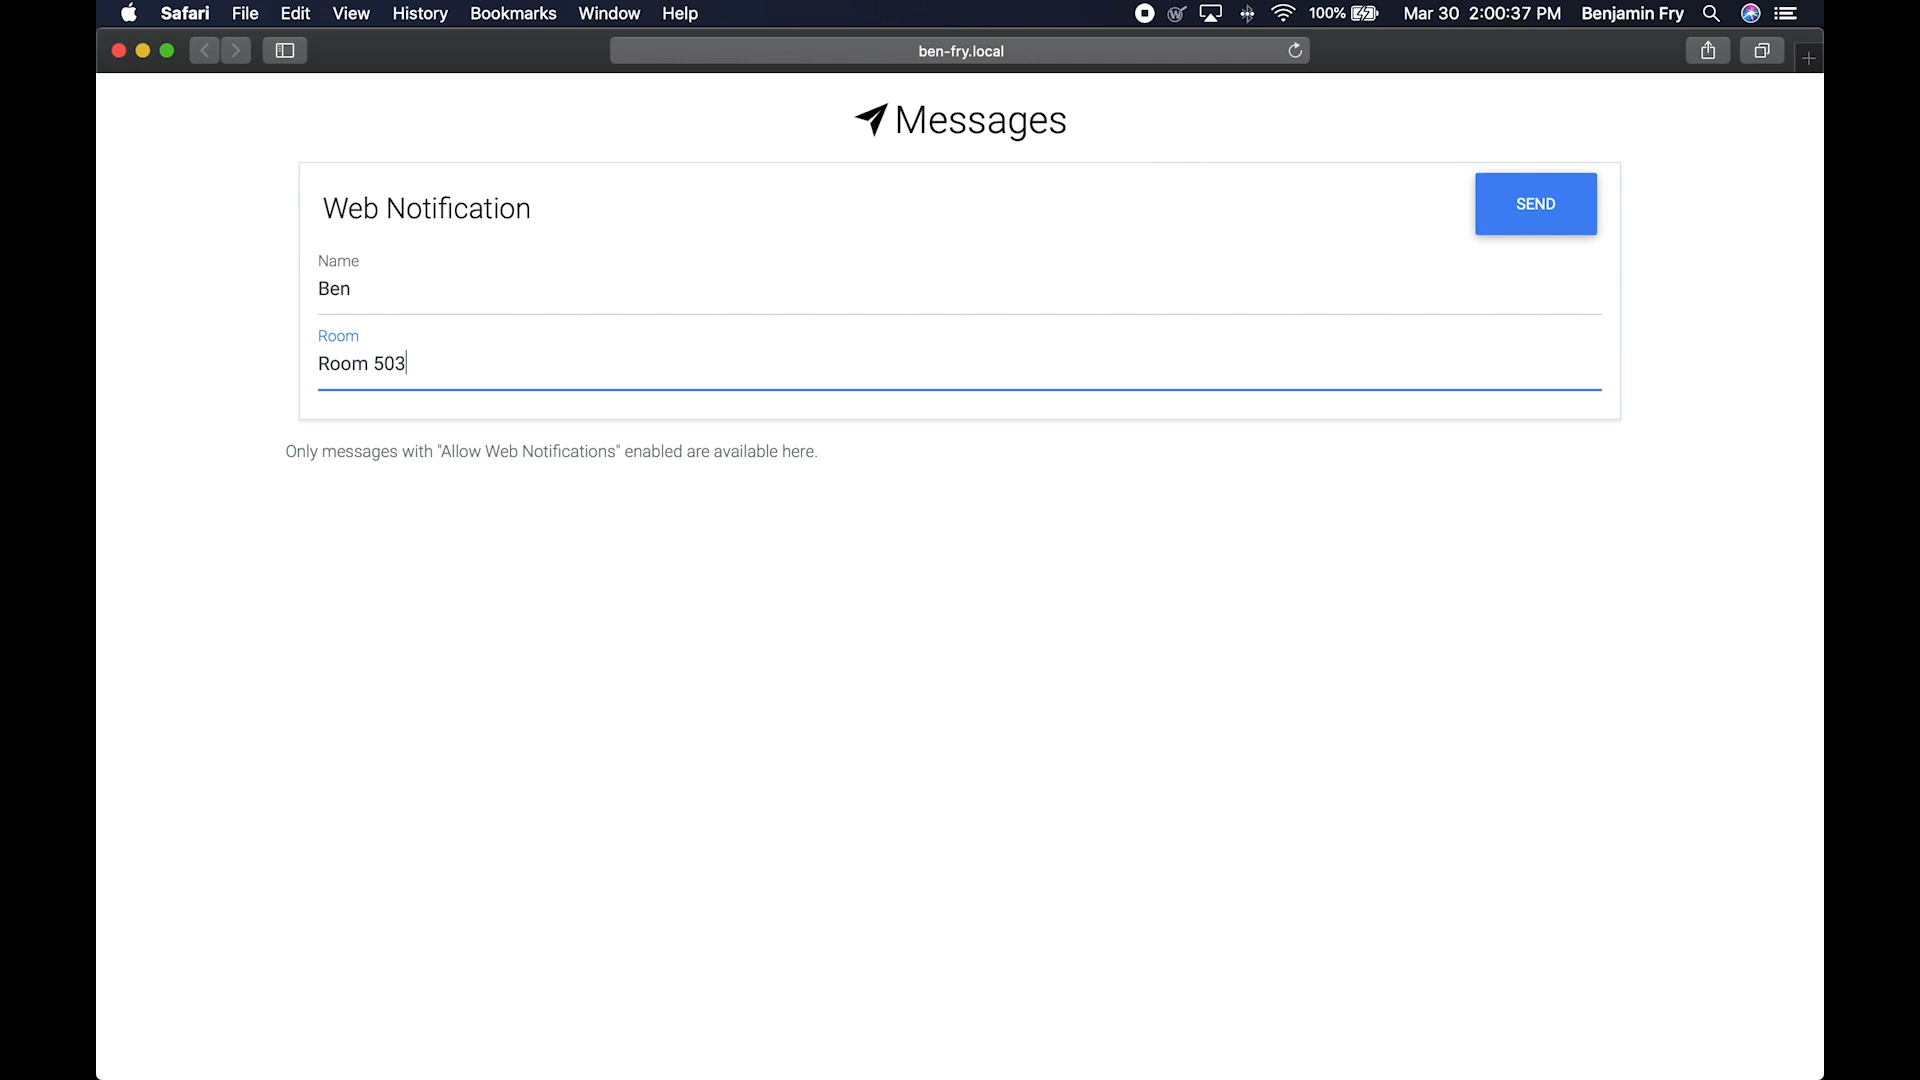 Safari File Edit View History Bookmarks Window Help 100% Mar 30 2:00:37 PM Benjamin Fry
ben-fry.local
Messages
Web Notification
SEND
Name
Ben
Room
Room 503
Only messages with "Allow Web Notifications" enabled are available here.